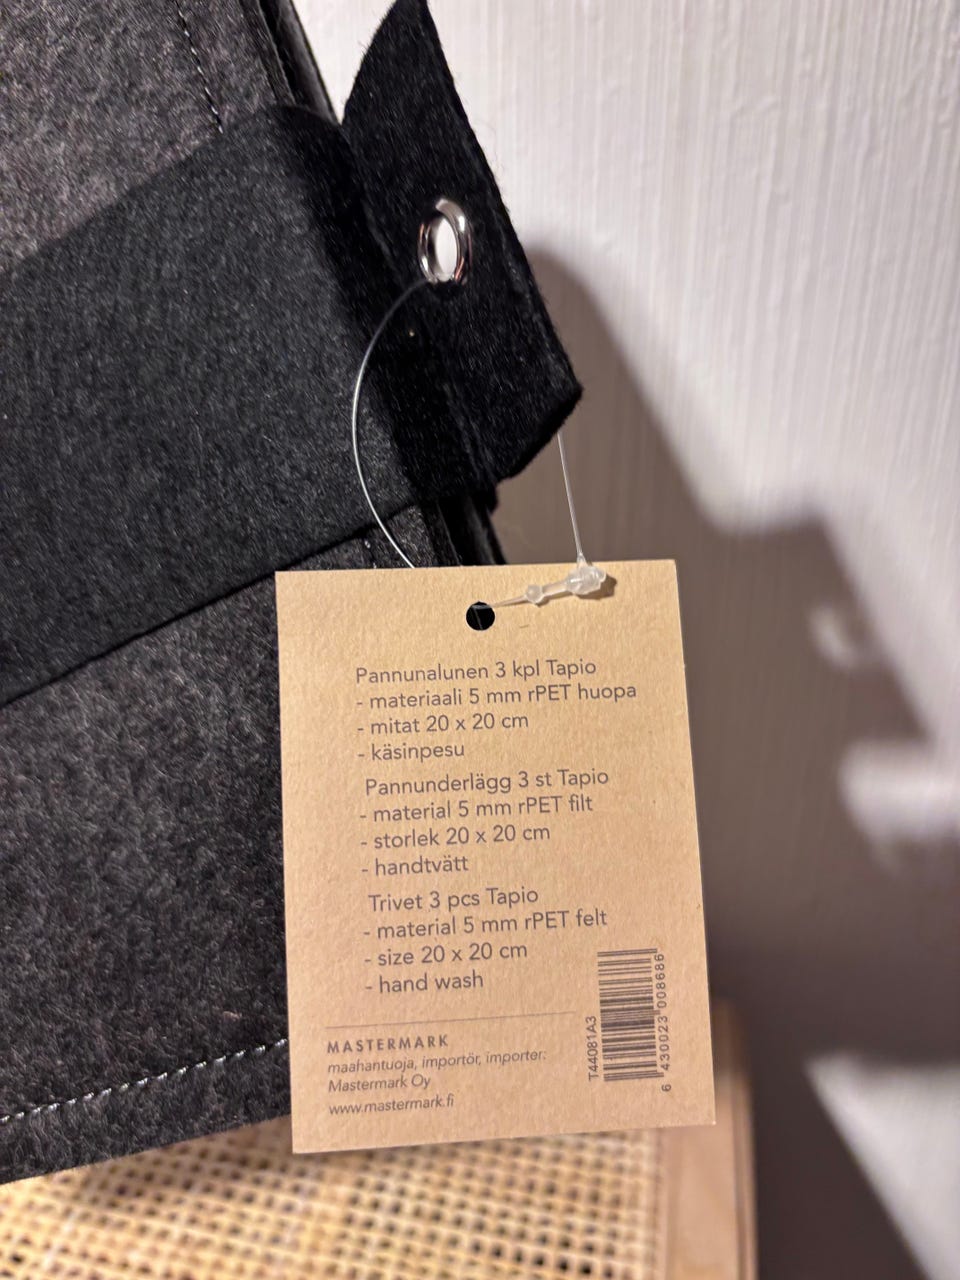 Pannunalunen 3 kpl Tapio
- materiaali 5 mm rPET huopa
- mitat 20 x 20 cm
- käsinpesu
Pannunderlägg 3 st Tapio
- material 5 mm rPET filt
- storlek 20 x 20 cm
- handtvätt
Trivet 3 pcs Tapio
- material 5 mm rPET felt
- size 20 x 20 cm
- hand wash
MASTERMARK
maahantuoja, importör, importer:
Mastermark Oy
www.mastermark.fi
T44081A3
6 430023 008686